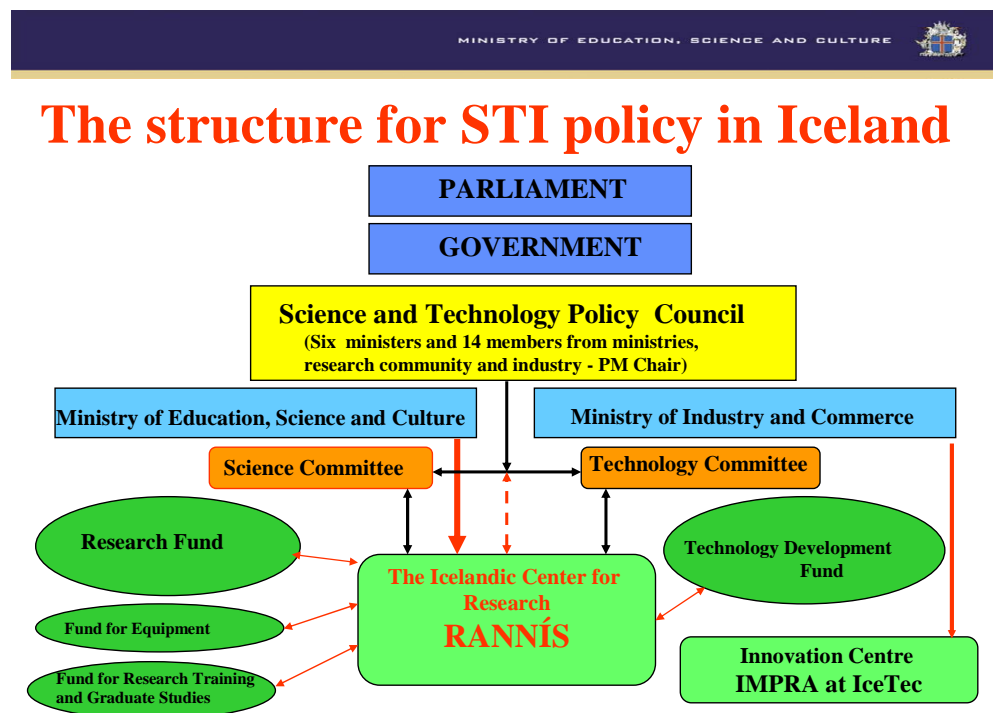 MINISTRY OF EDUCATION, SCIENCE AND CULTURE
The structure for STI policy in Iceland
PARLIAMENT
GOVERNMENT
Science and Technology Policy Council
(Six ministers and 14 members from ministries,
research community and industry - PM Chair)
Ministry of Education, Science and Culture
Ministry of Industry and Commerce
Science Committee
Technology Committee
Research Fund
Technology Development
Fund
The Icelandic Center for
Research
RANNÍS
Fund for Equipment
Fund for Research Training
and Graduate Studies
Innovation Centre
IMPRA at IceTec